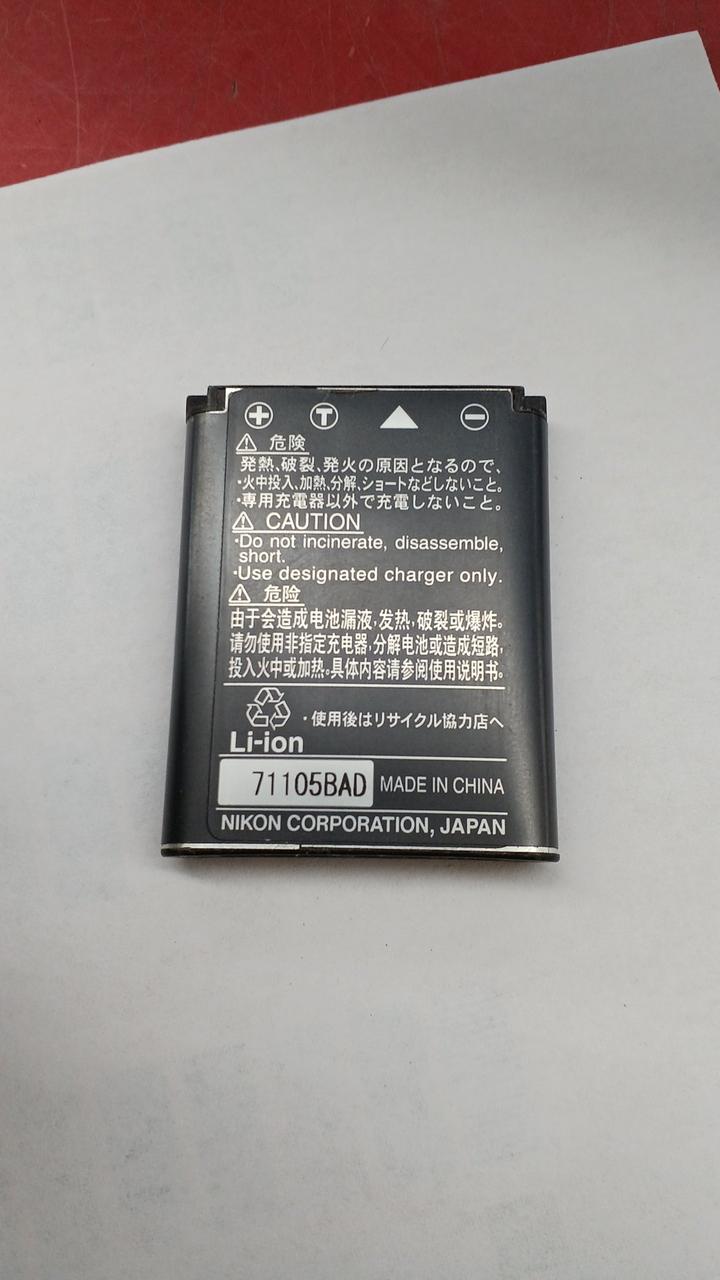 + T ▲ −
⚠ 危険
発熱、破裂、発火の原因となるので、
・火中投入、加熱、分解、ショートなどしないこと。
・専用充電器以外で充電しないこと。
⚠ CAUTION
·Do not incinerate, disassemble,
short.
·Use designated charger only.
⚠ 危险
由于会造成电池漏液,发热,破裂或爆炸。
请勿使用非指定充电器,分解电池或造成短路,
投入火中或加热。具体内容请参阅使用说明书。
・使用後はリサイクル協力店へ
Li-ion
71105BAD MADE IN CHINA
NIKON CORPORATION, JAPAN